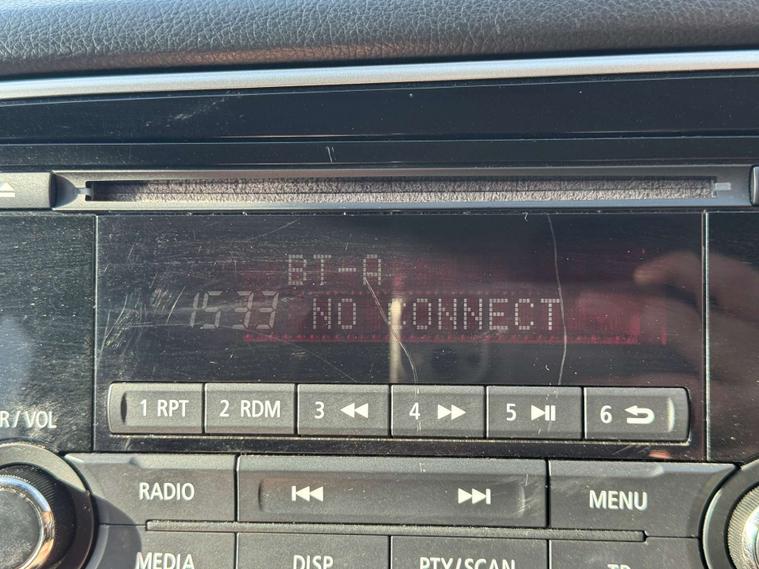 BT-A
15 33 NO CONNECT
1 RPT 2 RDM 3 4 5 6
R/VOL
RADIO MENU
MEDIA DISP PTY/SCAN TP